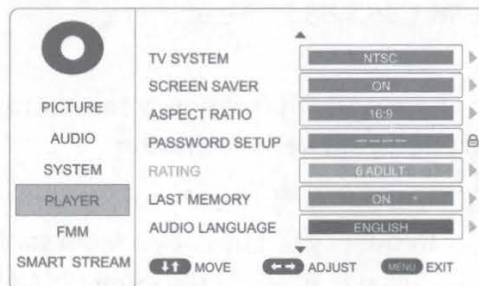 PICTURE
AUDIO
SYSTEM
PLAYER
FMM
SMART STREAM
TV SYSTEM NTSC
SCREEN SAVER ON
ASPECT RATIO 16:9
PASSWORD SETUP ----
RATING 6 ADULT
LAST MEMORY ON
AUDIO LANGUAGE ENGLISH
MOVE ADJUST MENU EXIT